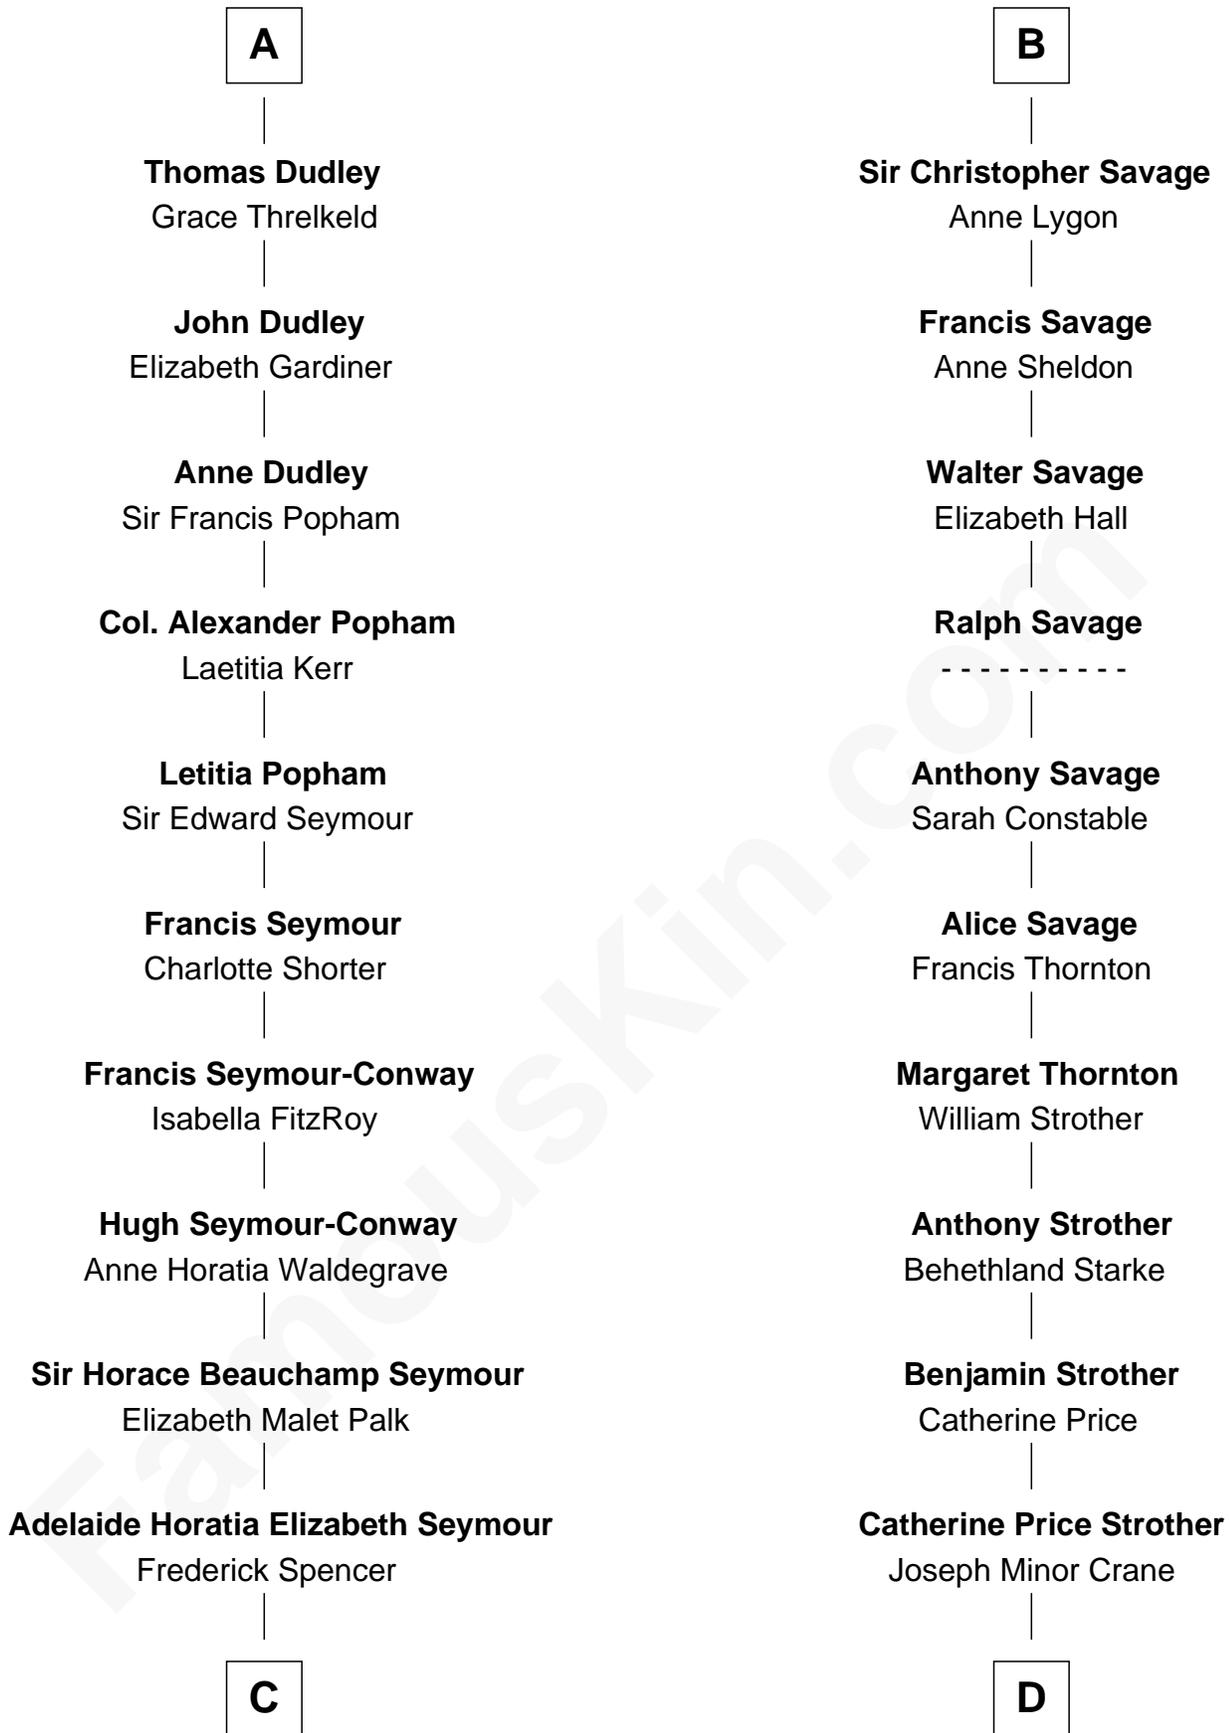 A
Thomas Dudley
Grace Threlkeld
John Dudley
Elizabeth Gardiner
Anne Dudley
Sir Francis Popham
Col. Alexander Popham
Laetitia Kerr
Letitia Popham
Sir Edward Seymour
Francis Seymour
Charlotte Shorter
Francis Seymour-Conway
Isabella FitzRoy
Hugh Seymour-Conway
Anne Horatia Waldegrave
Sir Horace Beauchamp Seymour
Elizabeth Malet Palk
Adelaide Horatia Elizabeth Seymour
Frederick Spencer
C
B
Sir Christopher Savage
Anne Lygon
Francis Savage
Anne Sheldon
Walter Savage
Elizabeth Hall
Ralph Savage
- - - - - - - - - -
Anthony Savage
Sarah Constable
Alice Savage
Francis Thornton
Margaret Thornton
William Strother
Anthony Strother
Behethland Starke
Benjamin Strother
Catherine Price
Catherine Price Strother
Joseph Minor Crane
D
FamousKin.com